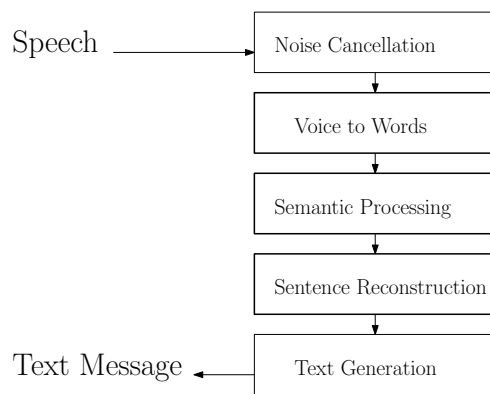 Speech
Noise Cancellation
Voice to Words
Semantic Processing
Sentence Reconstruction
Text Message
Text Generation